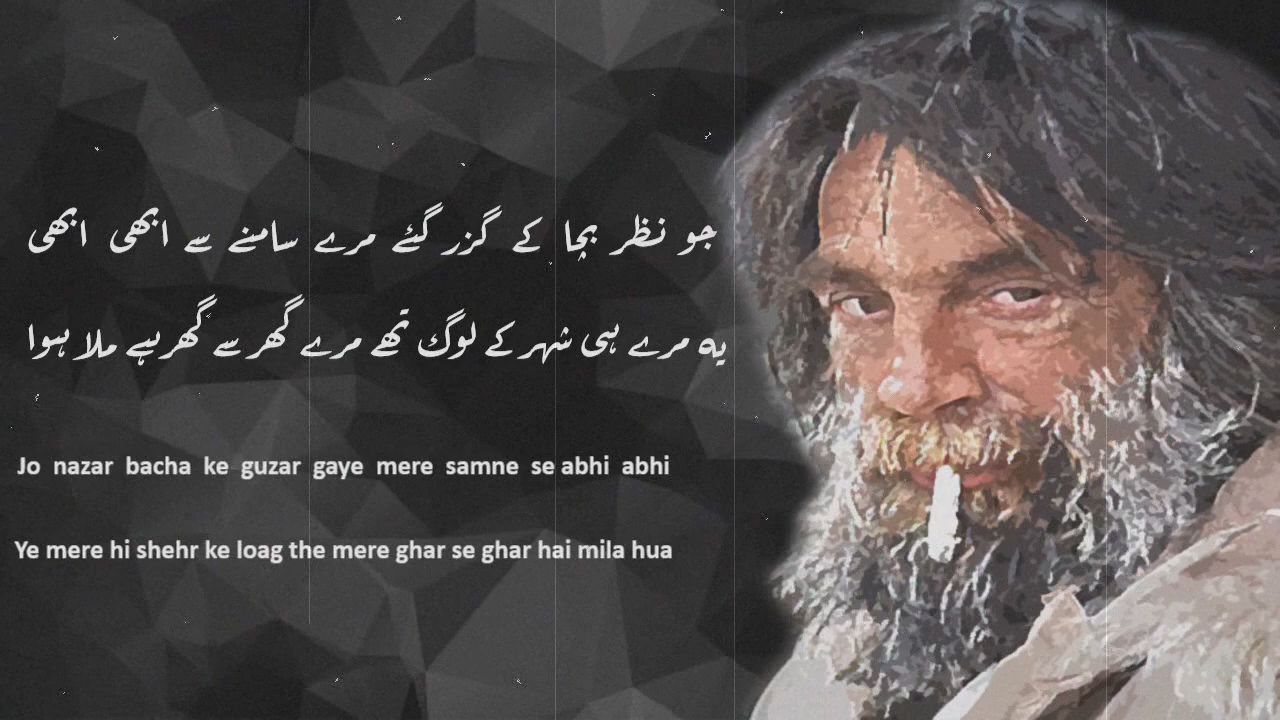 جو نظر بچا کے گزر گئے مرے سامنے سے ابھی ابھی
یہ مرے ہی شہر کے لوگ تھے مرے گھر سے گھر ہے ملا ہوا
Jo nazar bacha ke guzar gaye mere samne se abhi abhi
Ye mere hi shehr ke loag the mere ghar se ghar hai mila hua